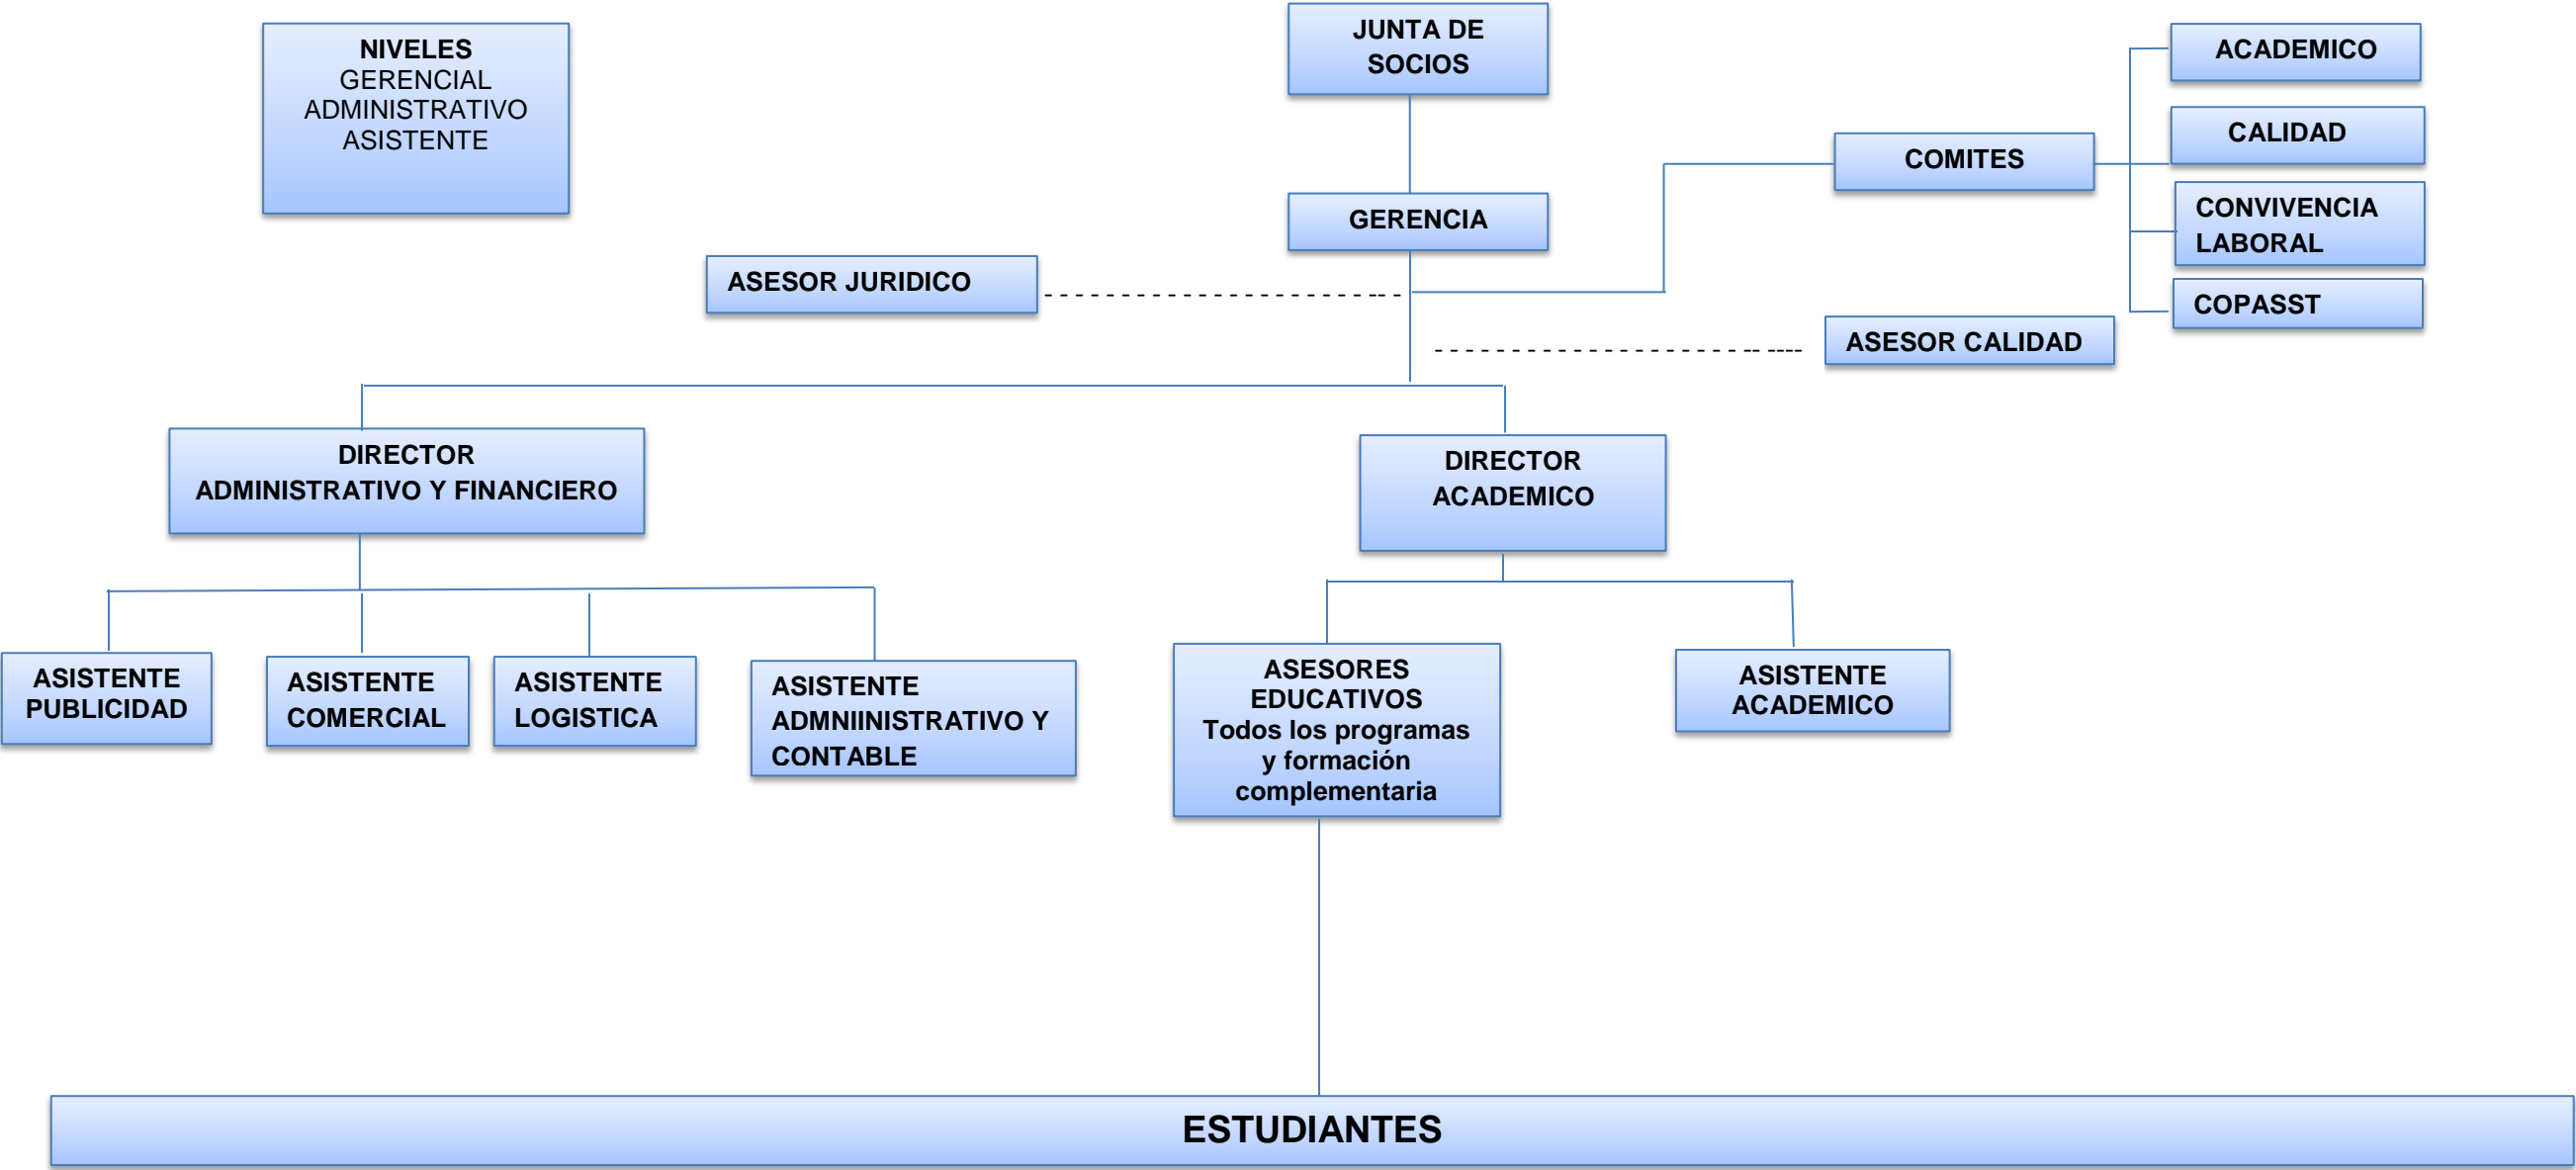 NIVELES
GERENCIAL
ADMINISTRATIVO
ASISTENTE
JUNTA DE
SOCIOS
ACADEMICO
CALIDAD
COMITES
CONVIVENCIA
LABORAL
COPASST
GERENCIA
ASESOR JURIDICO
ASESOR CALIDAD
DIRECTOR
ADMINISTRATIVO Y FINANCIERO
DIRECTOR
ACADEMICO
ASISTENTE
PUBLICIDAD
ASISTENTE
COMERCIAL
ASISTENTE
LOGISTICA
ASISTENTE
ADMNIINISTRATIVO Y
CONTABLE
ASESORES
EDUCATIVOS
Todos los programas
y formación
complementaria
ASISTENTE
ACADEMICO
ESTUDIANTES